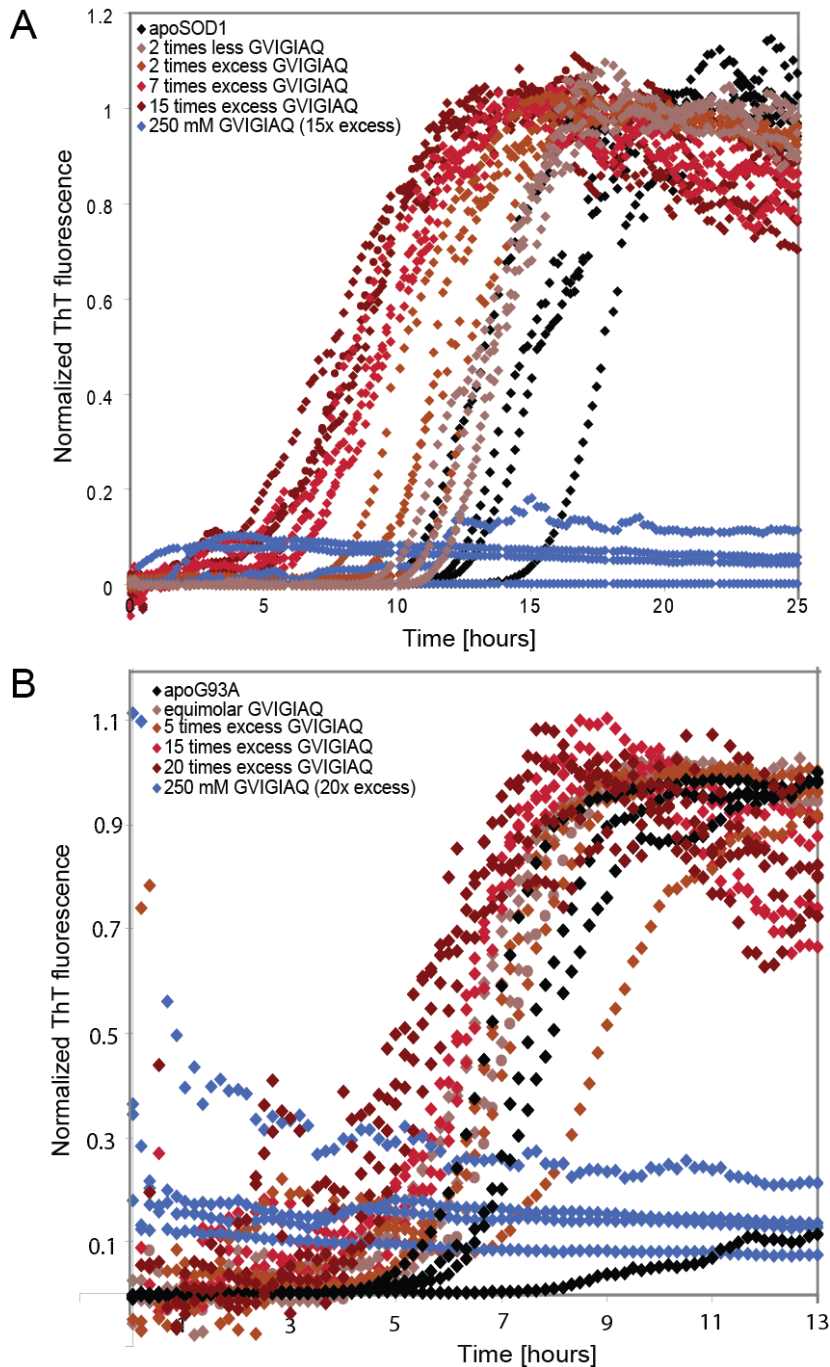 A
1.2
1
0.8
0.6
0.4
0.2
0
Normalized ThT fluorescence
apoSOD1
2 times less GVIGIAQ
2 times excess GVIGIAQ
7 times excess GVIGIAQ
15 times excess GVIGIAQ
250 mM GVIGIAQ (15x excess)
0 5 10 15 20 25
Time [hours]
B
1.1
0.9
0.7
0.5
0.3
0.1
Normalized ThT fluorescence
apoG93A
equimolar GVIGIAQ
5 times excess GVIGIAQ
15 times excess GVIGIAQ
20 times excess GVIGIAQ
250 mM GVIGIAQ (20x excess)
1 3 5 7 9 11 13
Time [hours]